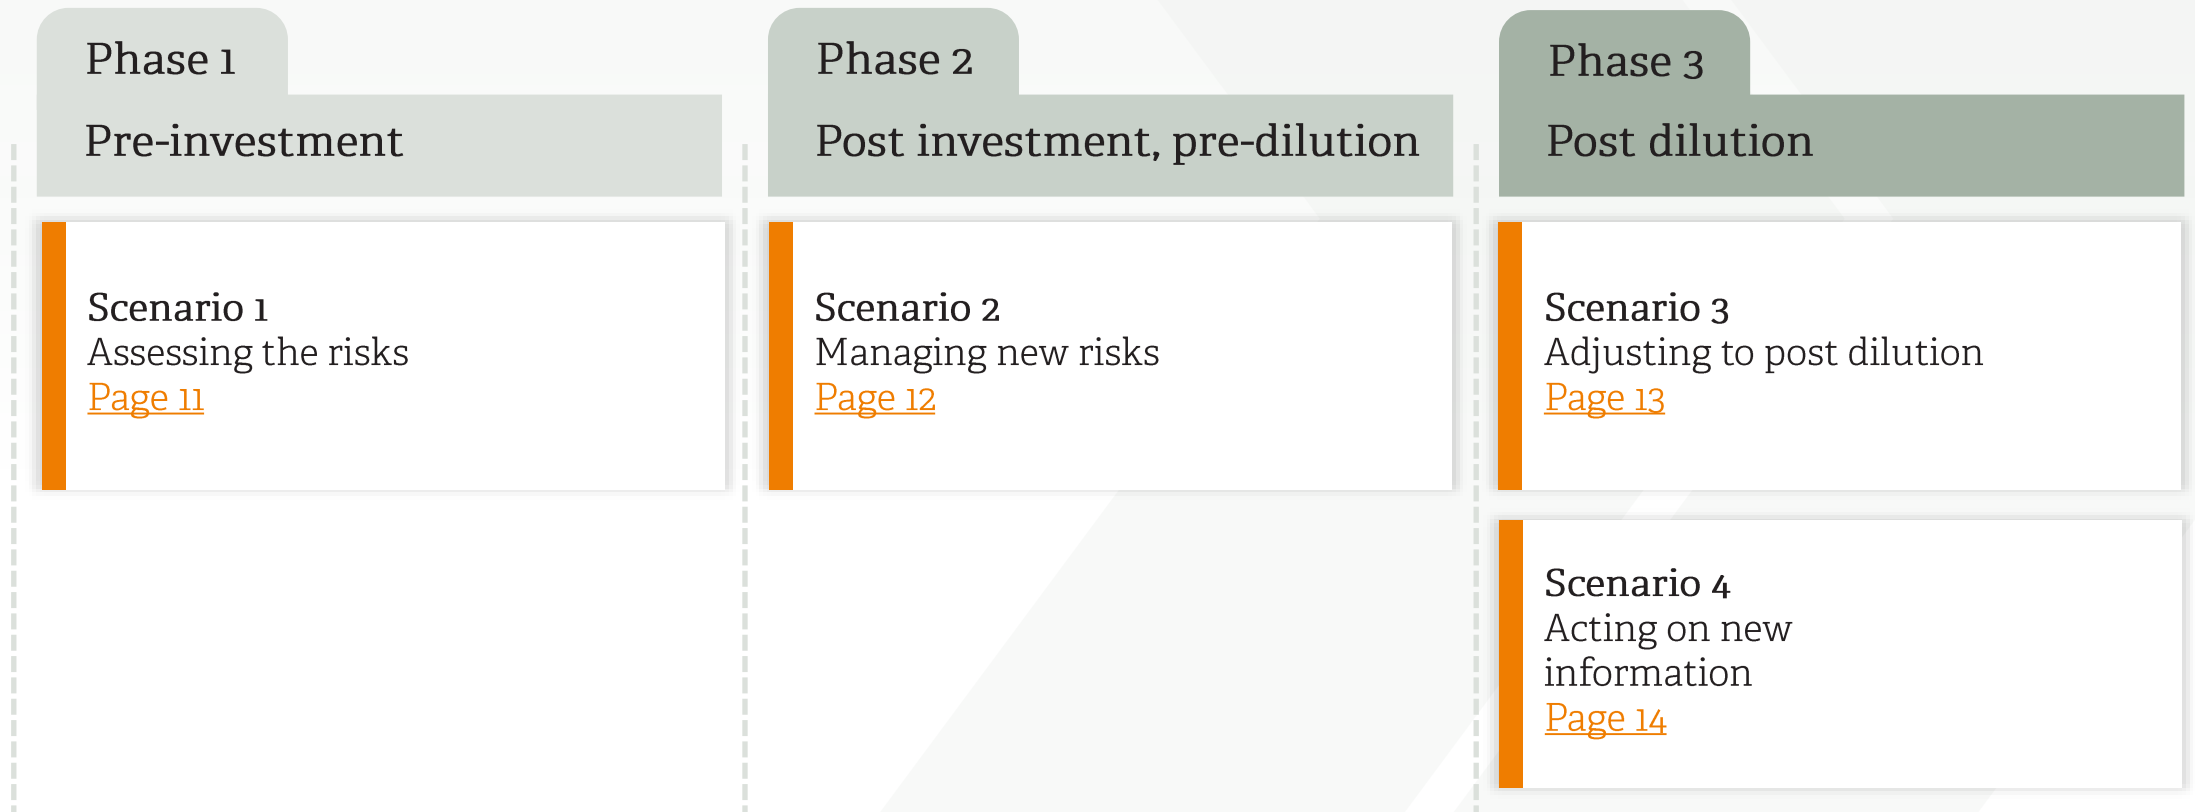 Phase 1
Pre-investment
Scenario 1
Assessing the risks
Page 11
Phase 2
Post investment, pre-dilution
Scenario 2
Managing new risks
Page 12
Phase 3
Post dilution
Scenario 3
Adjusting to post dilution
Page 13
Scenario 4
Acting on new
information
Page 14